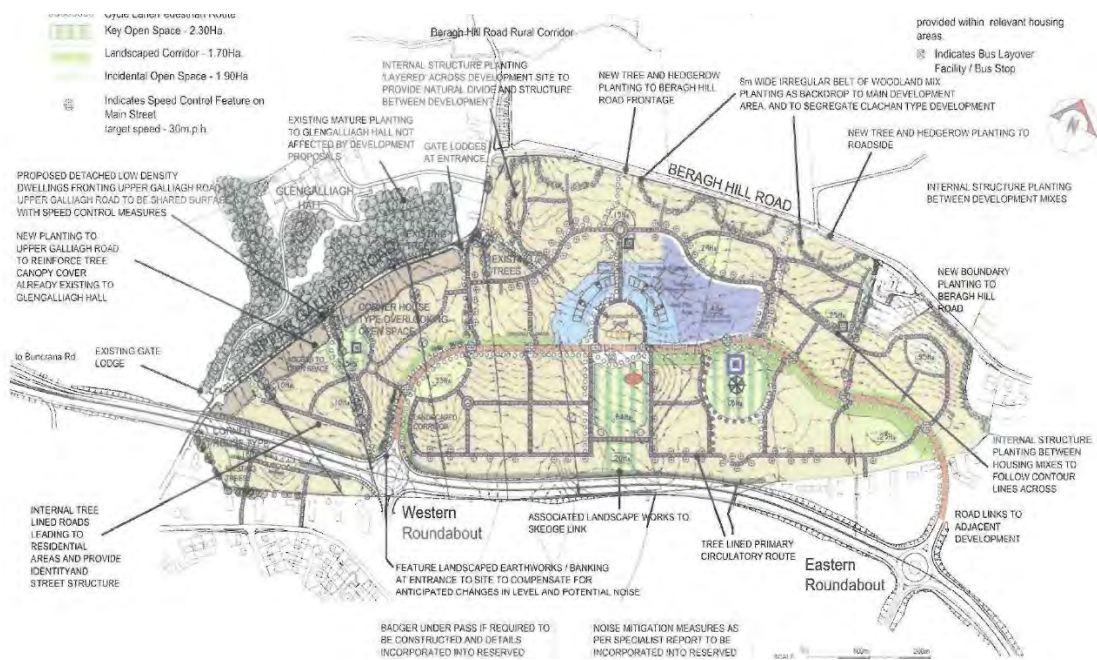 Cycle Lane/Pedestrian Route
Key Open Space - 2.30Ha.
Landscaped Corridor - 1.70Ha.
Incidental Open Space - 1.90Ha
Indicates Speed Control Feature on
Main Street
target speed - 30m.p.h.
Beragh Hill Road Rural Corridor
provided within relevant housing
areas.
Indicates Bus Layover
Facility / Bus Stop
INTERNAL STRUCTURE PLANTING
'LAYERED' ACROSS DEVELOPMENT SITE TO
PROVIDE NATURAL DIVIDE AND STRUCTURE
BETWEEN DEVELOPMENT
NEW TREE AND HEDGEROW
PLANTING TO BERAGH HILL
ROAD FRONTAGE
8m WIDE IRREGULAR BELT OF WOODLAND MIX
PLANTING AS BACKDROP TO MAIN DEVELOPMENT
AREA, AND TO SEGREGATE CLACHAN TYPE DEVELOPMENT
NEW TREE AND HEDGEROW PLANTING TO
ROADSIDE
EXISTING MATURE PLANTING
TO GLENGALLIAGH HALL NOT
AFFECTED BY DEVELOPMENT
PROPOSALS
GATE LODGES
AT ENTRANCE
BERAGH HILL ROAD
INTERNAL STRUCTURE PLANTING
BETWEEN DEVELOPMENT MIXES
PROPOSED DETACHED LOW DENSITY
DWELLINGS FRONTING UPPER GALLIAGH ROAD
UPPER GALLIAGH ROAD TO BE SHARED SURFACE
WITH SPEED CONTROL MEASURES
GLENGALLIAGH
HALL
NEW PLANTING TO
UPPER GALLIAGH ROAD
TO REINFORCE TREE
CANOPY COVER
ALREADY EXISTING TO
GLENGALLIAGH HALL
UPPER GALLIAGH ROAD
EXISTING
TREES
CORNER HOUSE
TYPE OVERLOOKING
OPEN SPACE
NEW BOUNDARY
PLANTING TO
BERAGH HILL
ROAD
to Buncrana Rd.
EXISTING GATE
LODGE
LANDSCAPED
CORRIDOR
INTERNAL STRUCTURE
PLANTING BETWEEN
HOUSING MIXES TO
FOLLOW CONTOUR
LINES ACROSS
INTERNAL TREE
LINED ROADS
LEADING TO
RESIDENTIAL
AREAS AND PROVIDE
IDENTITYAND
STREET STRUCTURE
Western
Roundabout
ASSOCIATED LANDSCAPE WORKS TO
SKEOGE LINK
TREE LINED PRIMARY
CIRCULATORY ROUTE
ROAD LINKS TO
ADJACENT
DEVELOPMENT
Eastern
Roundabout
FEATURE LANDSCAPED EARTHWORKS / BANKING
AT ENTRANCE TO SITE TO COMPENSATE FOR
ANTICIPATED CHANGES IN LEVEL AND POTENTIAL NOISE
BADGER UNDER PASS IF REQUIRED TO
BE CONSTRUCTED AND DETAILS
INCORPORATED INTO RESERVED
NOISE MITIGATION MEASURES AS
PER SPECIALIST REPORT TO BE
INCORPORATED INTO RESERVED
SCALE
100m
200m